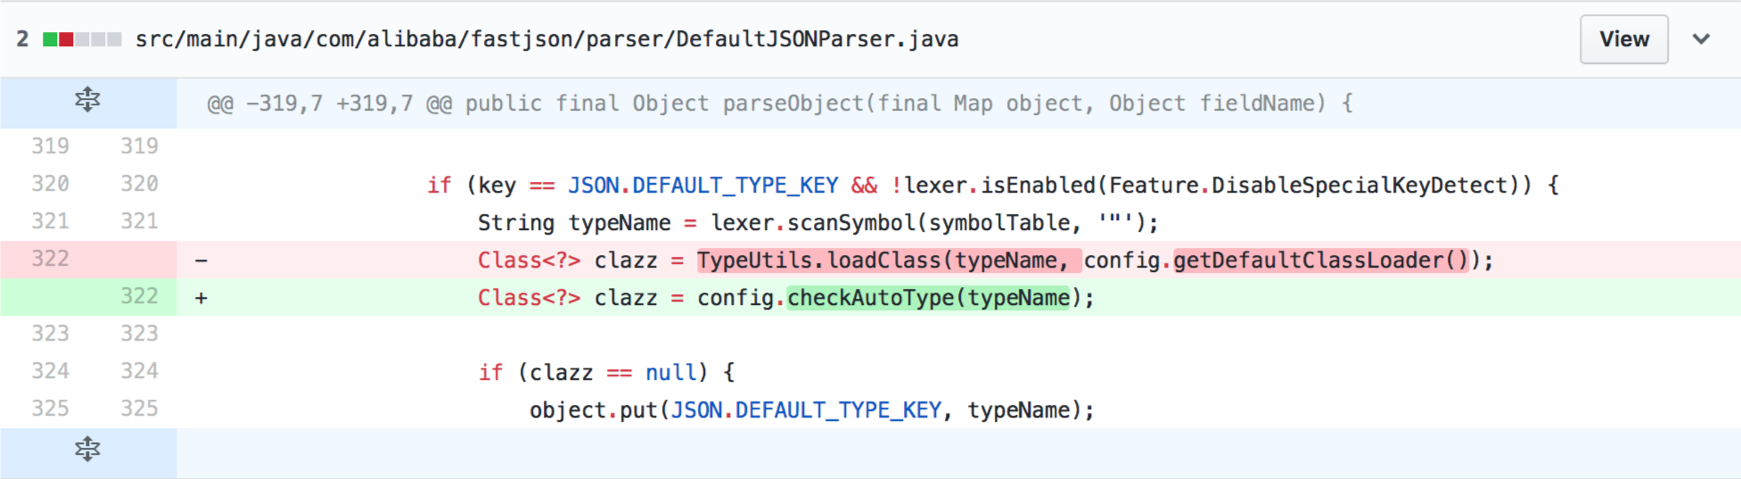 2 src/main/java/com/alibaba/fastjson/parser/DefaultJSONParser.java View
@@ -319,7 +319,7 @@ public final Object parseObject(final Map object, Object fieldName) {
319 319
320 320 if (key == JSON.DEFAULT_TYPE_KEY && !lexer.isEnabled(Feature.DisableSpecialKeyDetect)) {
321 321 String typeName = lexer.scanSymbol(symbolTable, '"');
322 - Class<?> clazz = TypeUtils.loadClass(typeName, config.getDefaultClassLoader());
322 + Class<?> clazz = config.checkAutoType(typeName);
323 323
324 324 if (clazz == null) {
325 325 object.put(JSON.DEFAULT_TYPE_KEY, typeName);